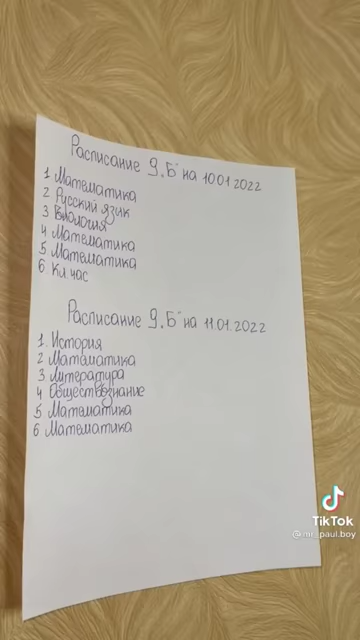 Расписание 9„Б" на 10.01 2022
1 Математика
2 Русский язик
3 Биология
4 Математика
5 Математика
6 Кл час
Расписание 9„Б" на 11.01.2022
1. История
2 Математика
3 Литература
4 Обществознание
5 Математика
6 Математика
TikTok
@mr_paul.boy